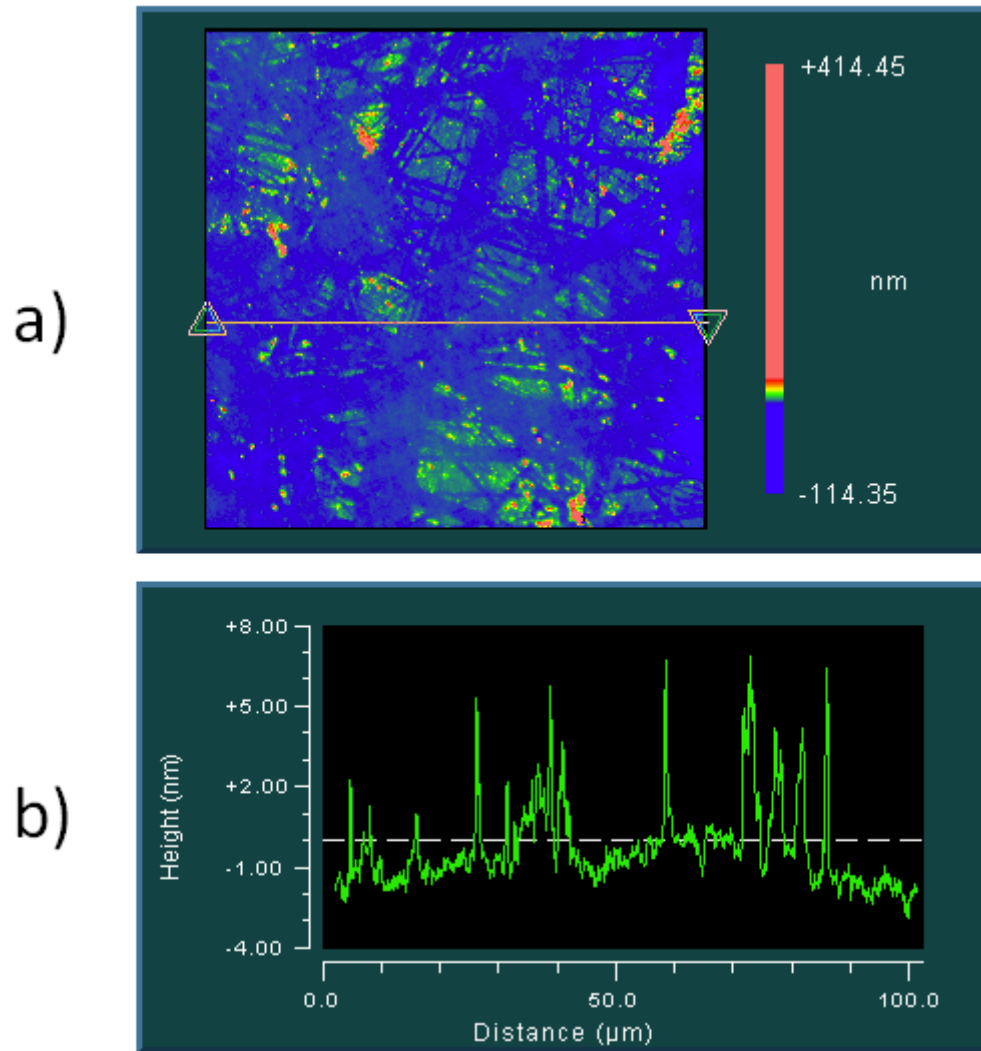 a)
+414.45
nm
-114.35
b)
+8.00
+5.00
+2.00
-1.00
-4.00
Height (nm)
0.0 50.0 100.0
Distance (µm)